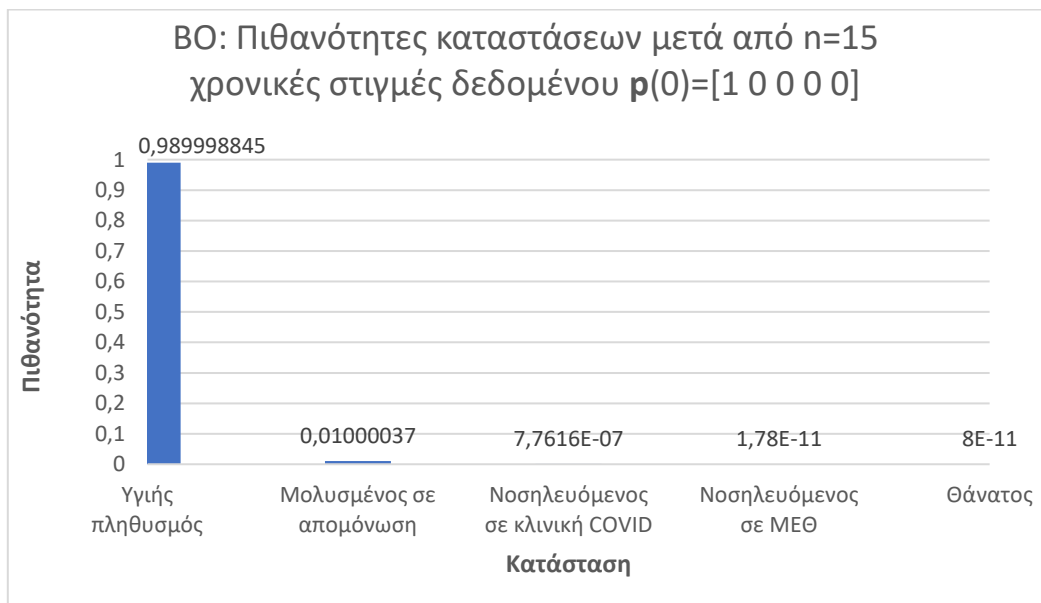 ΒΟ: Πιθανότητες καταστάσεων μετά από n=15
χρονικές στιγμές δεδομένου p(0)=[1 0 0 0 0]
0,989998845
1
0,9
0,8
0,7
0,6
0,5
0,4
0,3
0,2
0,1
0
Πιθανότητα
0,01000037
7,7616E-07
1,78E-11
8E-11
Υγιής
πληθυσμός
Μολυσμένος σε
απομόνωση
Νοσηλευόμενος
σε κλινική COVID
Νοσηλευόμενος
σε ΜΕΘ
Θάνατος
Κατάσταση